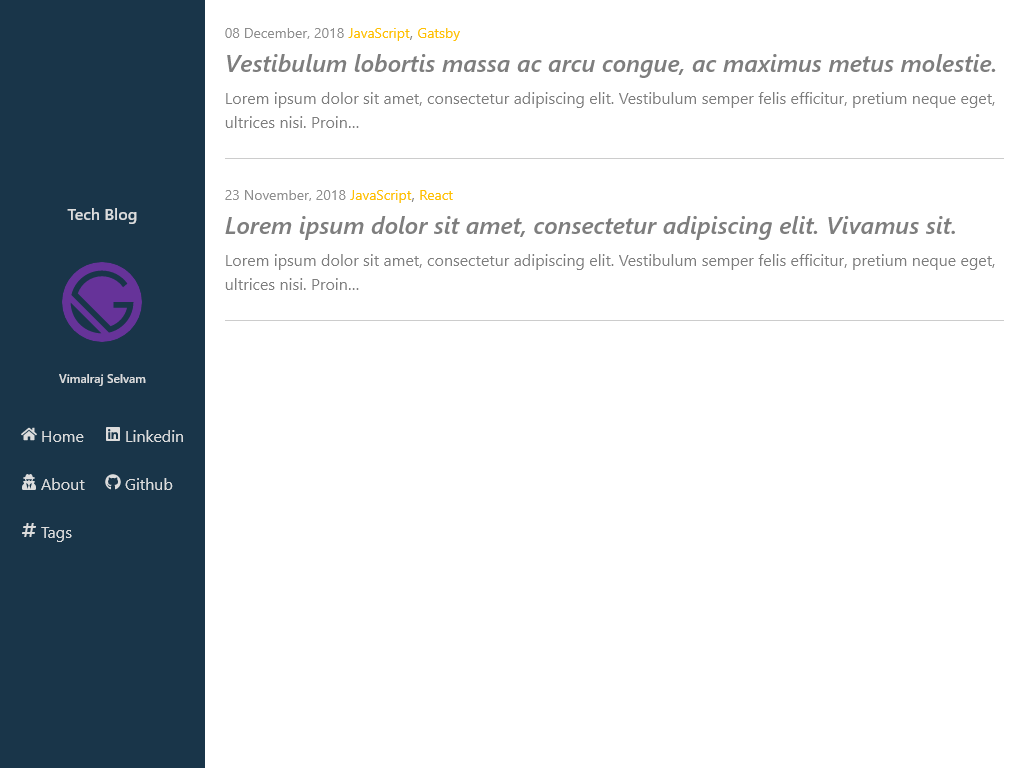 Tech Blog
Vimalraj Selvam
Home
Linkedin
About
Github
Tags
08 December, 2018 JavaScript, Gatsby
Vestibulum lobortis massa ac arcu congue, ac maximus metus molestie.
Lorem ipsum dolor sit amet, consectetur adipiscing elit. Vestibulum semper felis efficitur, pretium neque eget,
ultrices nisi. Proin...
23 November, 2018 JavaScript, React
Lorem ipsum dolor sit amet, consectetur adipiscing elit. Vivamus sit.
Lorem ipsum dolor sit amet, consectetur adipiscing elit. Vestibulum semper felis efficitur, pretium neque eget,
ultrices nisi. Proin...